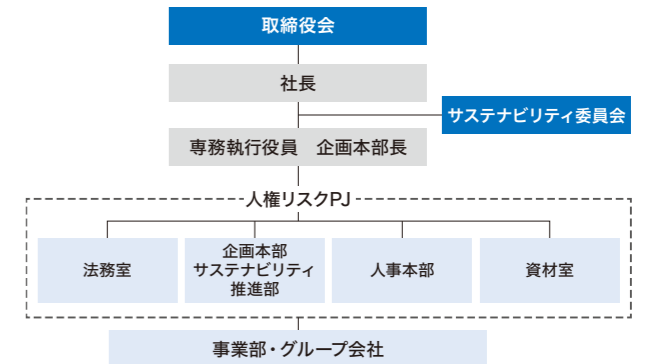 取締役会
社長
サステナビリティ委員会
専務執行役員　企画本部長
人権リスクPJ
法務室
企画本部
サステナビリティ
推進部
人事本部
資材室
事業部・グループ会社